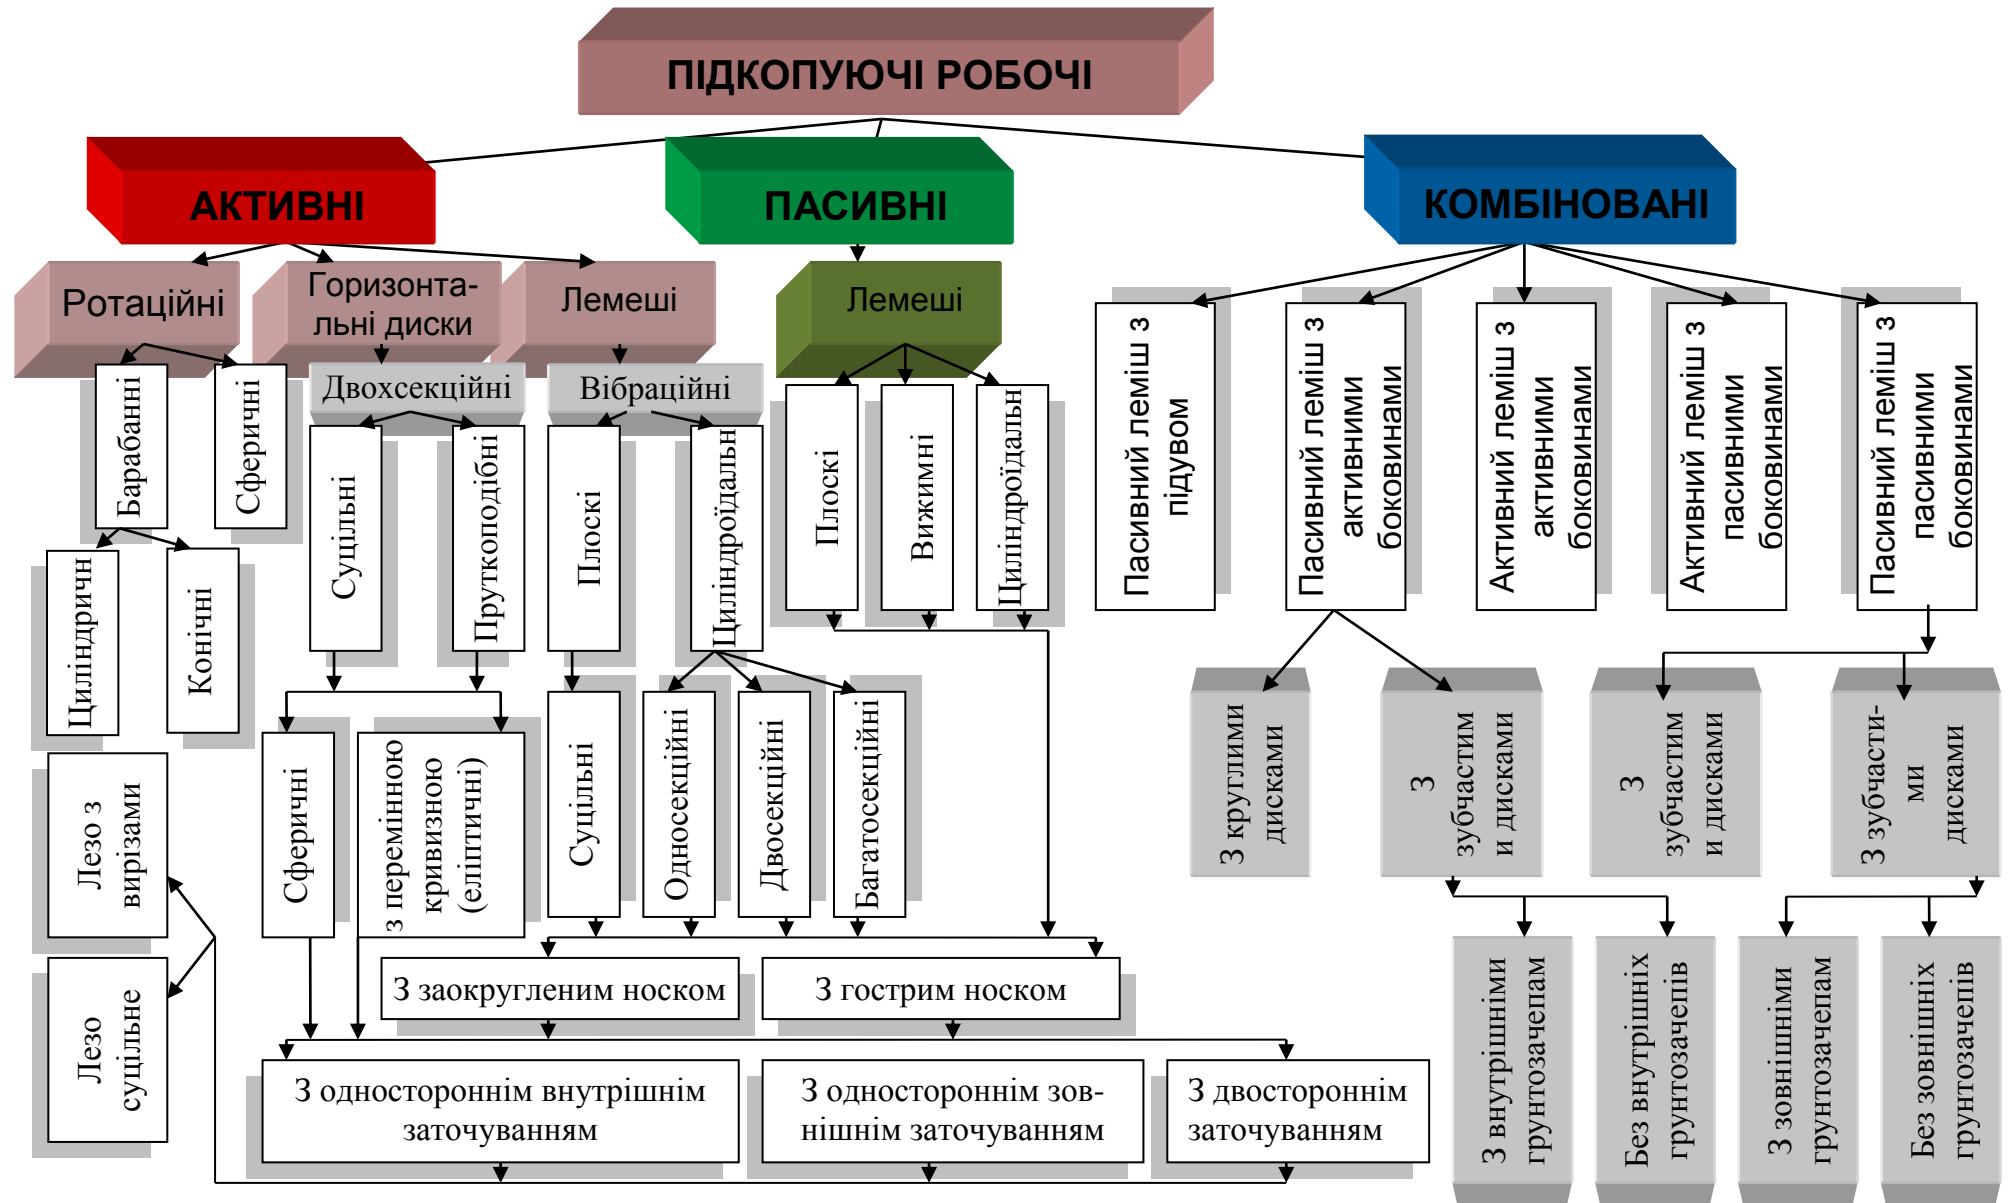 ПІДКОПУЮЧІ РОБОЧІ
АКТИВНІ
ПАСИВНІ
КОМБІНОВАНІ
Ротаційні
Горизонта-
льні диски
Лемеші
Лемеші
Двохсекційні
Вібраційні
Барабанні
Сферичні
Суцільні
Пруткоподібні
Плоскі
Циліндроїдальн
Плоскі
Вижимні
Циліндроїдальн
Пасивний леміш з
підувом
Пасивний леміш з
активними
боковинами
Активний леміш з
активними
боковинами
Активний леміш з
пасивними
боковинами
Пасивний леміш з
пасивними
боковинами
Циліндричн
Конічні
Лезо з
вирізами
Лезо
суцільне
Сферичні
з перемінною
кривизною
(еліптичні)
Суцільні
Односекційні
Двосекційні
Багатосекційні
З круглими
дисками
З
зубчастим
и дисками
З
зубчастим
и дисками
З зубчасти-
ми
дисками
З заокругленим носком
З гострим носком
З одностороннім внутрішнім
заточуванням
З одностороннім зов-
нішнім заточуванням
З двостороннім
заточуванням
З внутрішніми
грунтозачепам
Без внутрішніх
грунтозачепів
З зовнішніми
грунтозачепам
Без зовнішніх
грунтозачепів